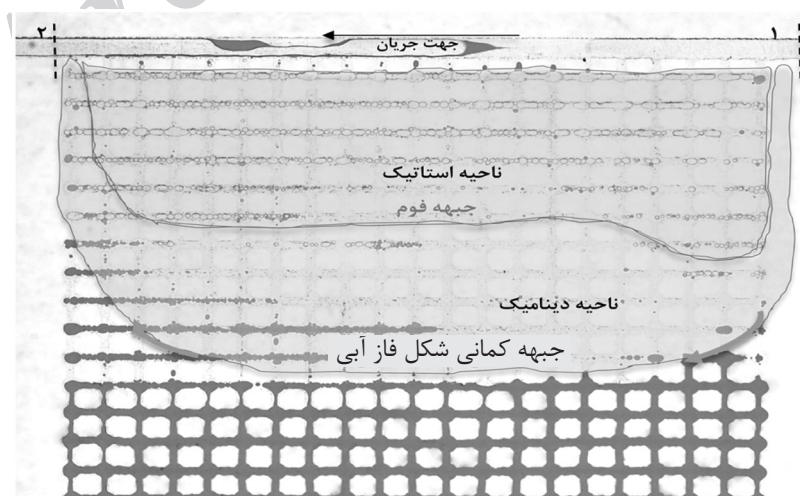 ۱
۲
جهت جریان
ناحیه استاتیک
جبهه فوم
ناحیه دینامیک
جبهه کمانی شکل فاز آبی